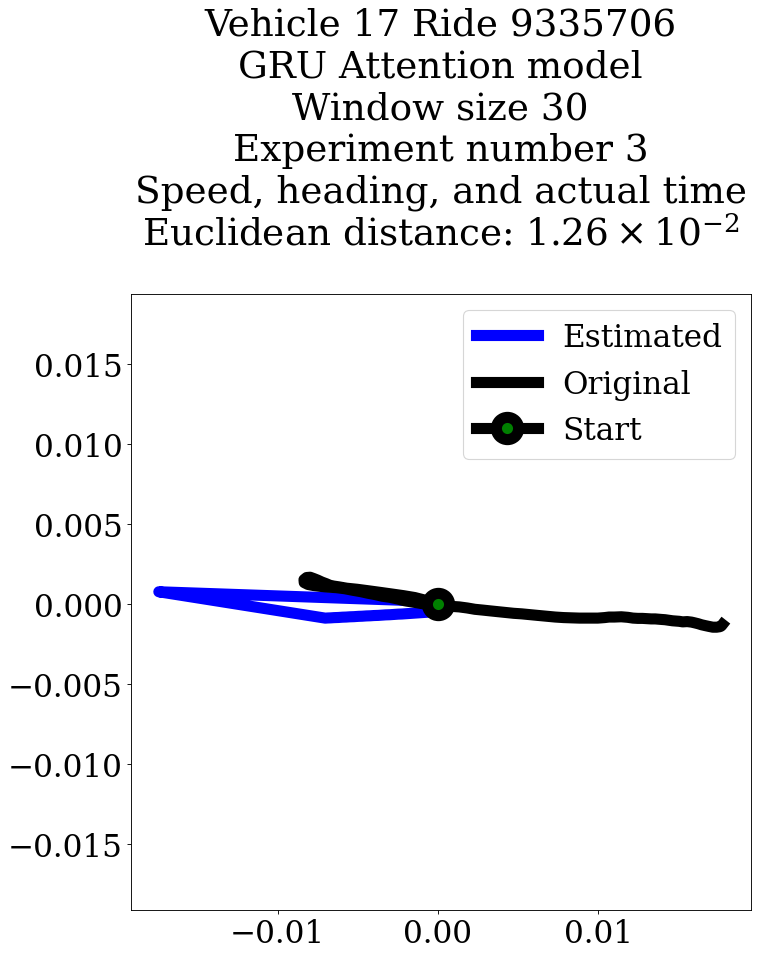 Vehicle 17 Ride 9335706
GRU Attention model
Window size 30
Experiment number 3
Speed, heading, and actual time
Euclidean distance: 1.26 × 10⁻²
Estimated
Original
Start
0.015
0.010
0.005
0.000
−0.005
−0.010
−0.015
−0.01 0.00 0.01